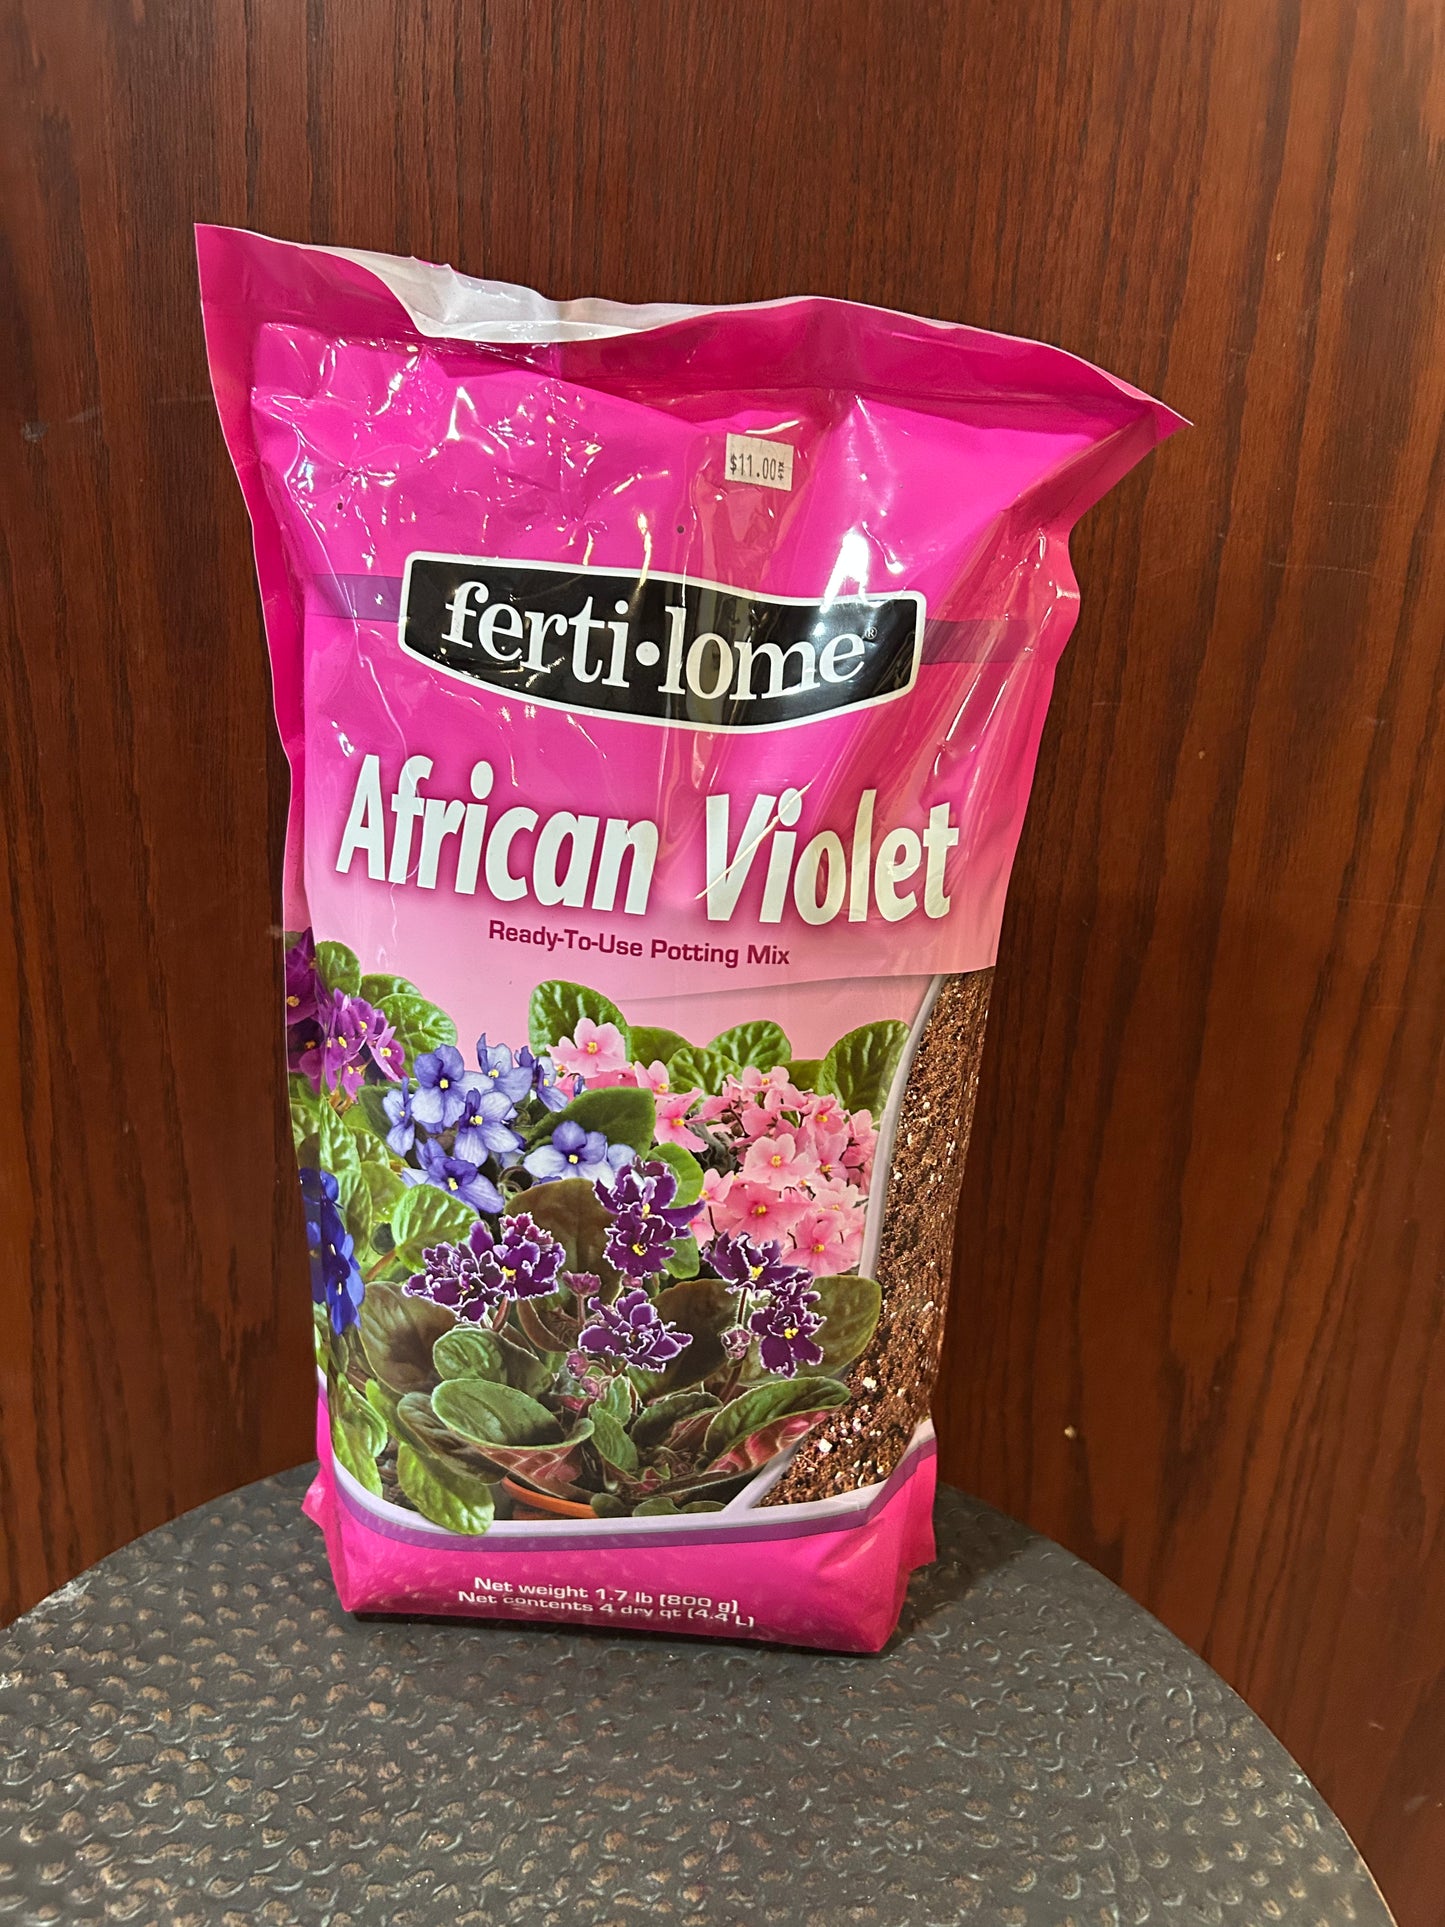 $11.00
ferti•lome®
African Violet
Ready-To-Use Potting Mix
Net weight 1.7 lb (800 g)
Net contents 4 dry qt (4.4 L)